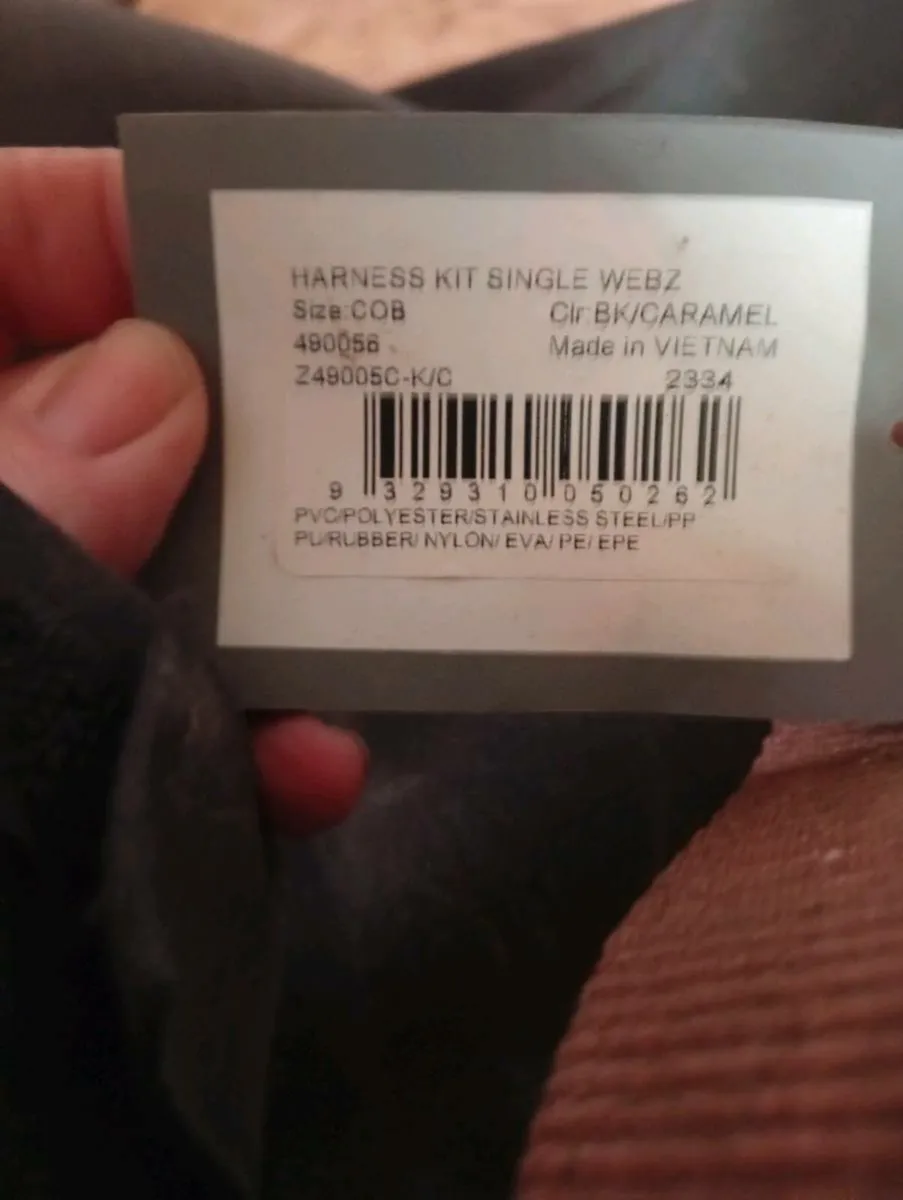 HARNESS KIT SINGLE WEBZ
Size:COB Clr:BK/CARAMEL
490056 Made in VIETNAM
Z49005C-K/C 2334
9 329310 050262
PVC/POLYESTER/STAINLESS STEEL/PP
PU/RUBBER/ NYLON/ EVA/ PE/ EPE